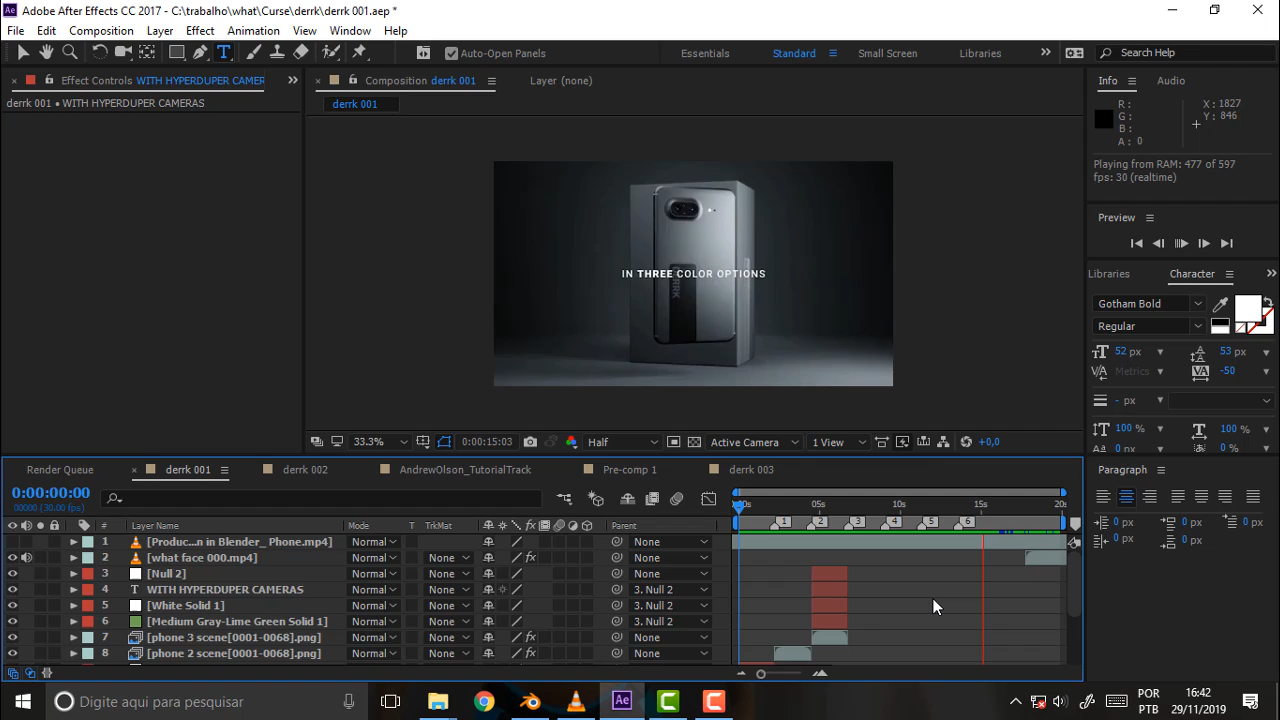 Adobe After Effects CC 2017 - C:\trabalho\what\Curse\derrk\derrk 001.aep *
File Edit Composition Layer Effect Animation View Window Help
Auto-Open Panels Essentials Standard Small Screen Libraries Search Help
Effect Controls WITH HYPERDUPER CAMER
derrk 001 • WITH HYPERDUPER CAMERAS
Composition derrk 001 Layer (none)
derrk 001
IN THREE COLOR OPTIONS
DERRK
33.3% 0:00:15:03 Half Active Camera 1 View +0,0
Info Audio
R: X: 1827
G: Y: 846
B:
A: 0
Playing from RAM: 477 of 597
fps: 30 (realtime)
Preview
Libraries Character
Gotham Bold
Regular
52 px 53 px
Metrics -50
- px
100 % 100 %
0 px 0 %
Paragraph
0 px 0 px 0 px
0 px 0 px
Render Queue derrk 001 derrk 002 AndrewOlson_TutorialTrack Pre-comp 1 derrk 003
0:00:00:00
00000 (30.00 fps)
:00s 05s 10s 15s 20s
1 2 3 4 5 6
# Layer Name Mode T TrkMat Parent
1 [Produc...n in Blender_ Phone.mp4] Normal None
2 [what face 000.mp4] Normal None None
3 [Null 2] Normal None None
4 T WITH HYPERDUPER CAMERAS Normal None 3. Null 2
5 [White Solid 1] Normal None 3. Null 2
6 [Medium Gray-Lime Green Solid 1] Normal None 3. Null 2
7 [phone 3 scene[0001-0068].png] Normal None None
8 [phone 2 scene[0001-0068].png] Normal None None
Digite aqui para pesquisar
POR
PTB
16:42
29/11/2019